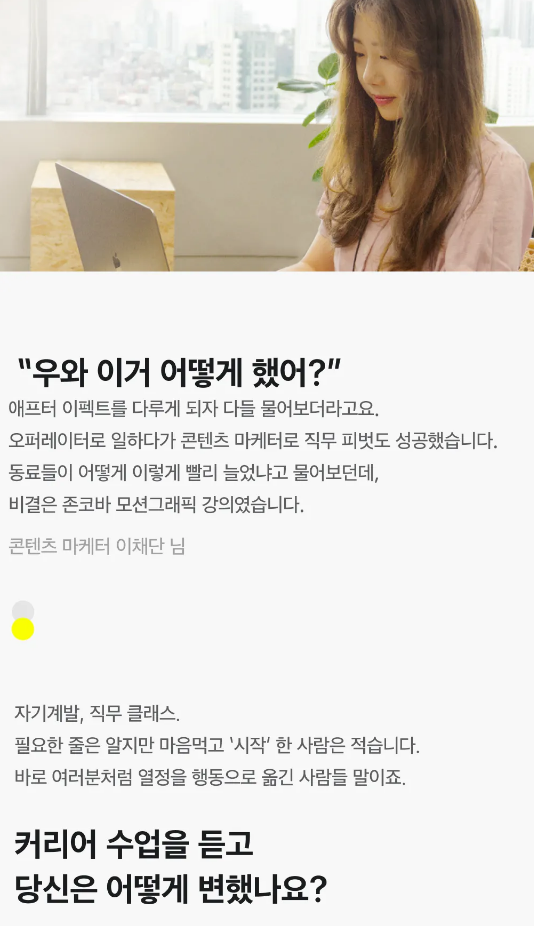 “우와 이거 어떻게 했어?”
애프터 이펙트를 다루게 되자 다들 물어보더라고요.
오퍼레이터로 일하다가 콘텐츠 마케터로 직무 피벗도 성공했습니다.
동료들이 어떻게 이렇게 빨리 늘었냐고 물어보던데,
비결은 존코바 모션그래픽 강의였습니다.
콘텐츠 마케터 이채단 님
자기계발, 직무 클래스.
필요한 줄은 알지만 마음먹고 ‘시작’ 한 사람은 적습니다.
바로 여러분처럼 열정을 행동으로 옮긴 사람들 말이죠.
커리어 수업을 듣고
당신은 어떻게 변했나요?